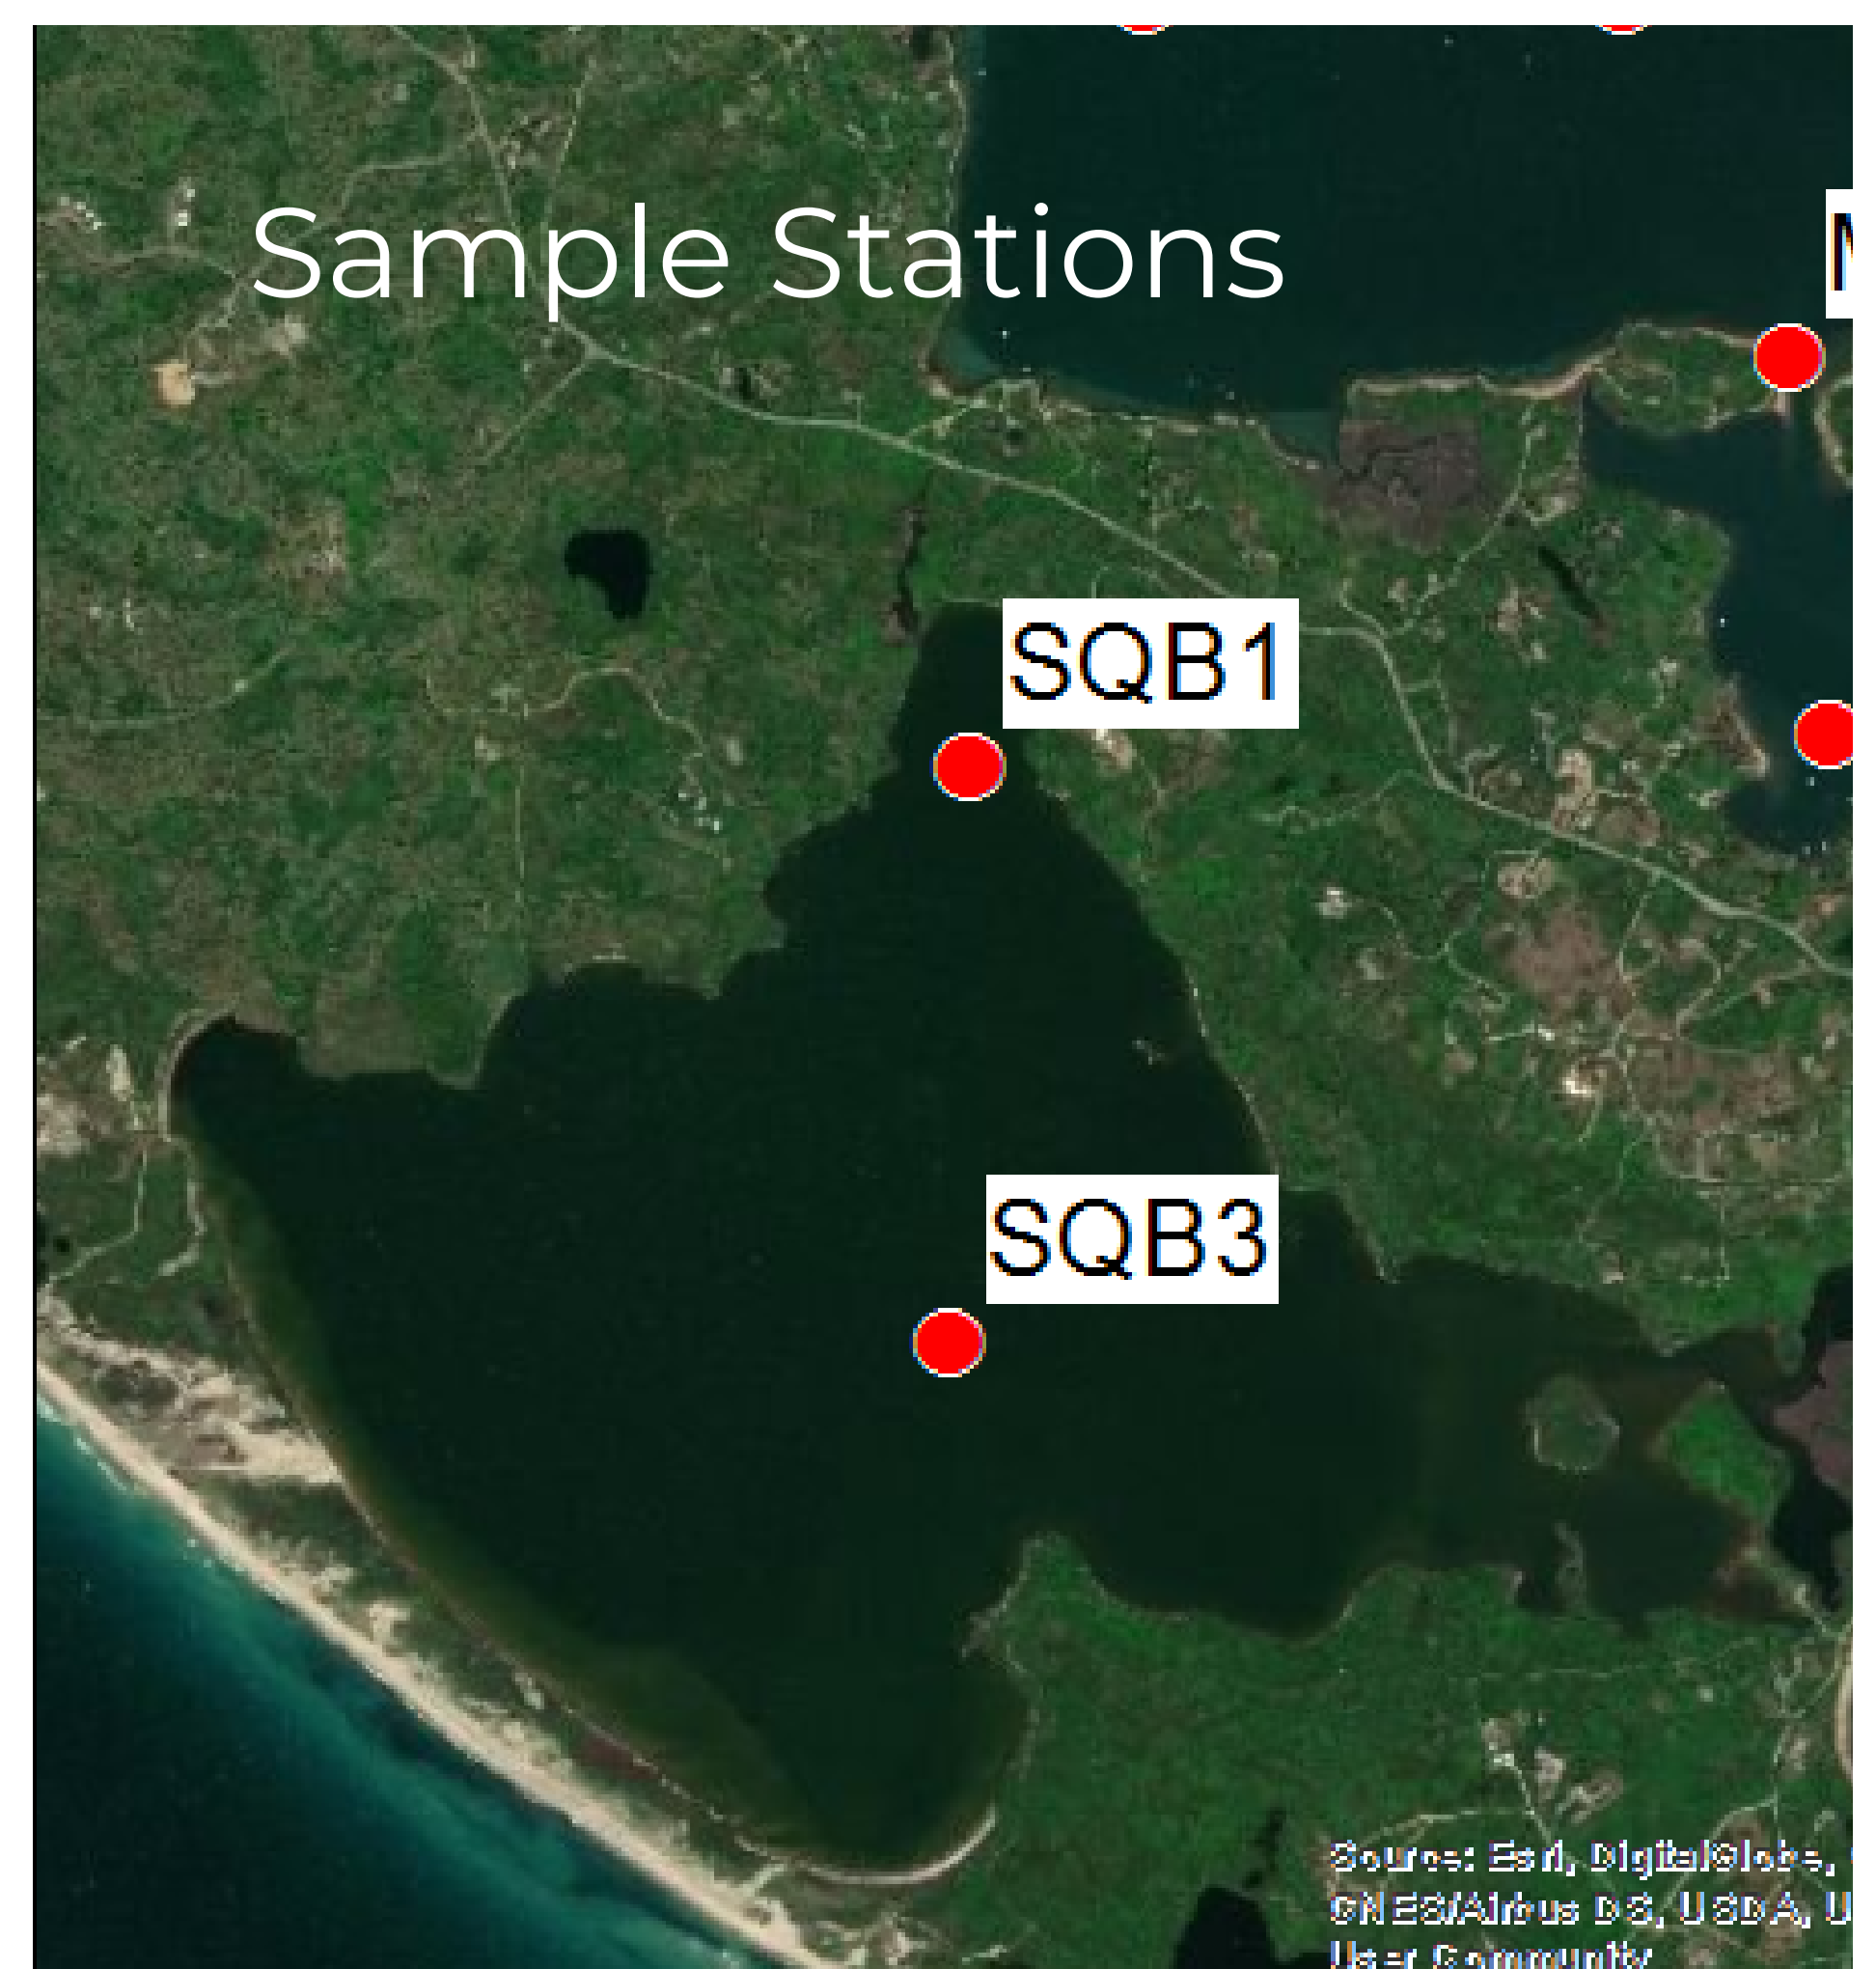 Sample Stations
SQB1
SQB3
Source: Esri, DigitalGlobe,
CNES/Airbus DS, USDA, U
User Community